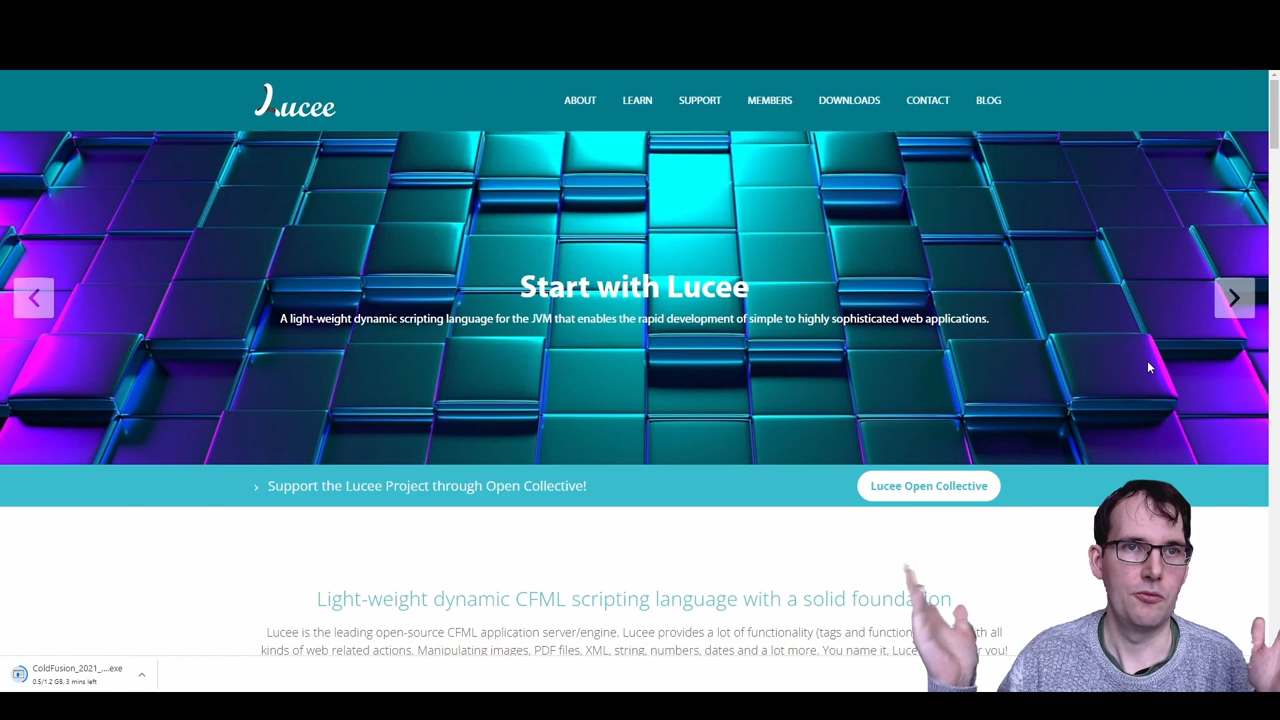 Lucee
ABOUT LEARN SUPPORT MEMBERS DOWNLOADS CONTACT BLOG
Start with Lucee
A light-weight dynamic scripting language for the JVM that enables the rapid development of simple to highly sophisticated web applications.
Support the Lucee Project through Open Collective!
Lucee Open Collective
Light-weight dynamic CFML scripting language with a solid foundation
Lucee is the leading open-source CFML application server/engine. Lucee provides a lot of functionality (tags and function th all
kinds of web related actions. Manipulating images, PDF files, XML, string, numbers, dates and a lot more. You name it, Luce you!
ColdFusion_2021_....exe
0.5/1.2 GB, 3 mins left